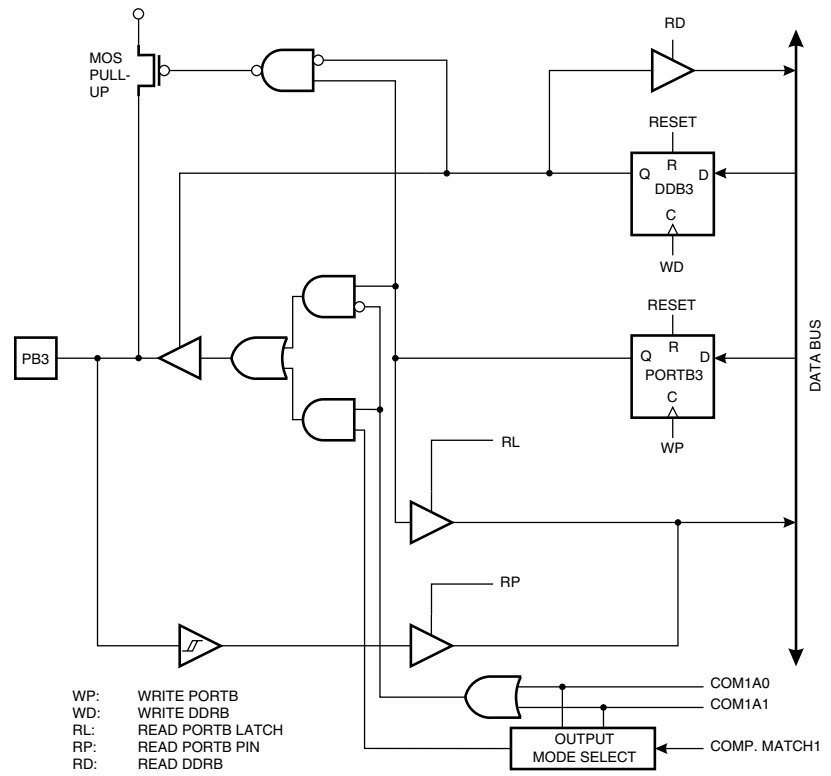 RD
MOS
PULL-
UP
RESET
R
Q
D
DDB3
C
WD
RESET
R
Q
D
PORTB3
C
WP
PB3
DATA BUS
RL
RP
COM1A0
COM1A1
OUTPUT
MODE SELECT
COMP. MATCH1
WP: WRITE PORTB
WD: WRITE DDRB
RL: READ PORTB LATCH
RP: READ PORTB PIN
RD: READ DDRB